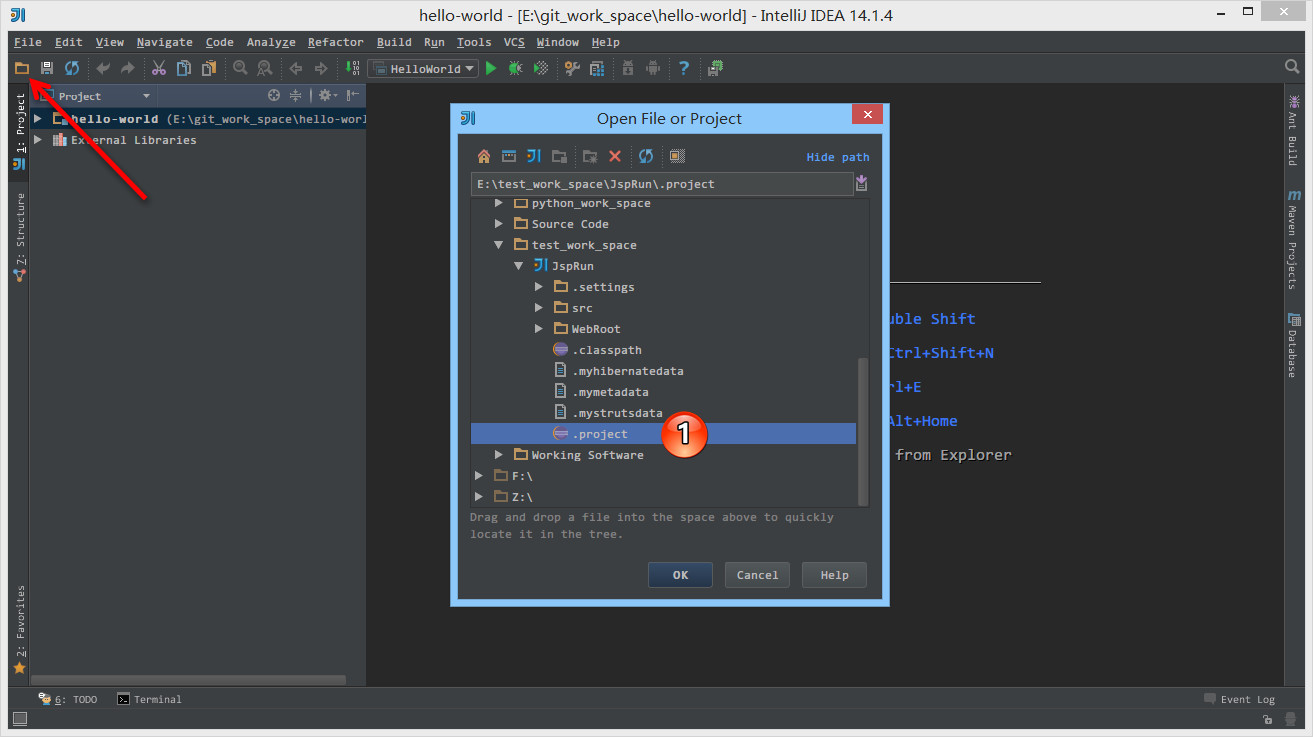 hello-world - [E:\git_work_space\hello-world] - IntelliJ IDEA 14.1.4
File Edit View Navigate Code Analyze Refactor Build Run Tools VCS Window Help
HelloWorld
1: Project
Project
hello-world (E:\git_work_space\hello-worl
External Libraries
Z: Structure
2: Favorites
Open File or Project
Hide path
E:\test_work_space\JspRun\.project
python_work_space
Source Code
test_work_space
JspRun
.settings
src
WebRoot
.classpath
.myhibernatedata
.mymetadata
.mystrutsdata
.project
1
Working Software
F:\
Z:\
Drag and drop a file into the space above to quickly
locate it in the tree.
OK Cancel Help
uble Shift
Ctrl+Shift+N
rl+E
Alt+Home
from Explorer
Ant Build
m
Maven Projects
Database
6: TODO
Terminal
Event Log